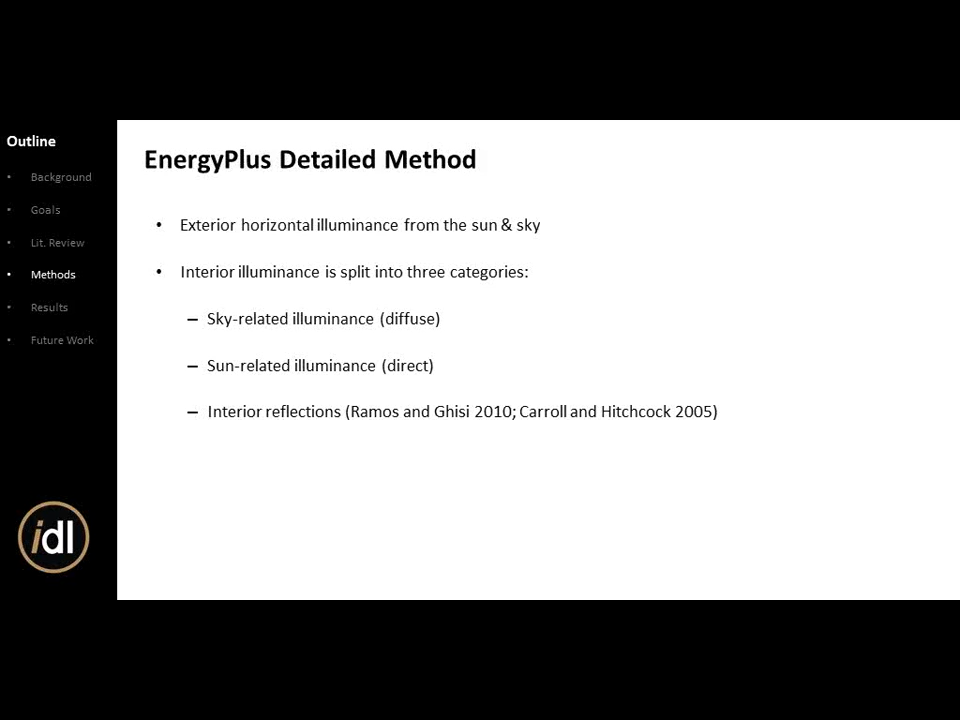 Outline
• Background
• Goals
• Lit. Review
• Methods
• Results
• Future Work
idl
EnergyPlus Detailed Method
• Exterior horizontal illuminance from the sun & sky
• Interior illuminance is split into three categories:
– Sky-related illuminance (diffuse)
– Sun-related illuminance (direct)
– Interior reflections (Ramos and Ghisi 2010; Carroll and Hitchcock 2005)